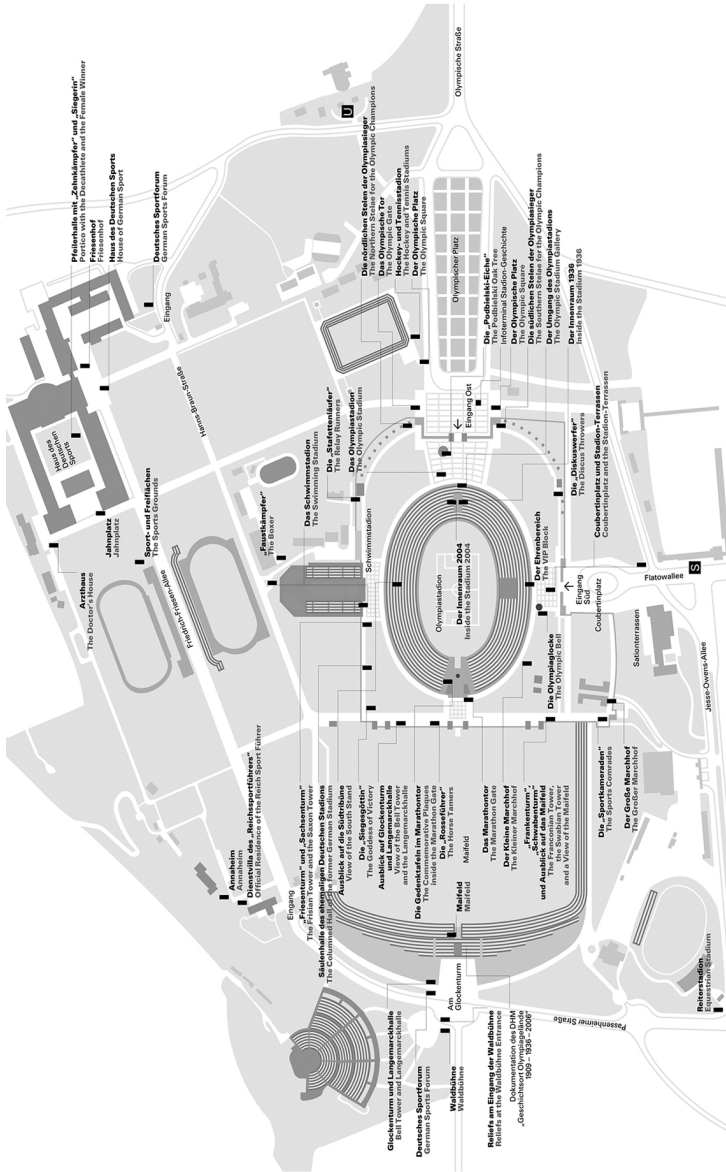 Pfeilerhalle mit „Zehnkämpfer" und „Siegerin"
Portico with the Decathlete and the Female Winner
Friesenhof
Friesenhof
Haus des Deutschen Sports
House of German Sport
Deutsches Sportforum
German Sports Forum
Eingang
Haus des
Deutschen
Sports
Hanns-Braun-Straße
Arzthaus
The Doctor's House
Jahnplatz
Jahnplatz
Sport- und Freiflächen
The Sports Grounds
Friedrich-Friesen-Allee
„Faustkämpfer"
The Boxer
Das Schwimmstadion
The Swimming Stadium
Die „Stafettenläufer"
The Relay Runners
Das Olympiastadion
The Olympic Stadium
Die nördlichen Stelen der Olympiasieger
The Northern Stelae for the Olympic Champions
Das Olympische Tor
The Olympic Gate
Hockey- und Tennisstadion
The Hockey and Tennis Stadiums
Der Olympische Platz
The Olympic Square
U
Olympische Straße
Olympischer Platz
Eingang Ost
Die „Podbielski-Eiche"
The Podbielski Oak Tree
Infoterminal Stadion-Geschichte
Der Olympische Platz
The Olympic Square
Die südlichen Stelen der Olympiasieger
The Southern Stelae for the Olympic Champions
Der Umgang des Olympiastadions
The Olympic Stadium Gallery
Der Innenraum 1936
Inside the Stadium 1936
Die „Diskuswerfer"
The Discus Throwers
Coubertinplatz und Stadion-Terrassen
Coubertinplatz and the Stadion-Terrassen
Schwimmstadion
Olympiastadion
Der Innenraum 2004
Inside the Stadium 2004
Der Ehrenbereich
The VIP Block
Eingang
Süd
Coubertinplatz
Flatowallee
S
Die Olympiaglocke
The Olympic Bell
Sationterrassen
Jesse-Owens-Allee
Annaheim
Annaheim
Dienstvilla des „Reichssportführers"
Official Residence of the Reich Sport Führer
Eingang
„Friesenturm" und „Sachsenturm"
The Frisian Tower and the Saxon Tower
Säulenhalle des ehemaligen Deutschen Stadions
The Columned Hall of the former German Stadium
Ausblick auf die Südtribüne
View of the South Stand
Die „Siegesgöttin"
The Goddess of Victory
Ausblick auf Glockenturm
und Langemarckhalle
View of the Bell Tower
and the Langemarckhalle
Die Gedenktafeln im Marathontor
The Commemorative Plaques
inside the Marathon Gate
Die „Rosseführer"
The Horse Tamers
Maifeld
Maifeld
Maifeld
Das Marathontor
The Marathon Gate
Der Kleine Marchhof
The Kleiner Marchhof
„Frankenturm",
„Schwabenturm"
und Ausblick auf das Maifeld
The Franconian Tower,
the Swabian Tower
and a View of the Maifeld
Die „Sportkameraden"
The Sports Comrades
Der Große Marchhof
The Großer Marchhof
Glockenturm und Langemarckhalle
Bell Tower and Langemarckhalle
Deutsches Sportforum
German Sports Forum
Am
Glockenturm
Waldbühne
Waldbühne
Reliefs am Eingang der Waldbühne
Reliefs at the Waldbühne Entrance
Dokumentation des DHM
„Geschichtsort Olympiagelände
1909 – 1936 – 2006"
Passenheimer Straße
Reiterstadion
Equestrian Stadium